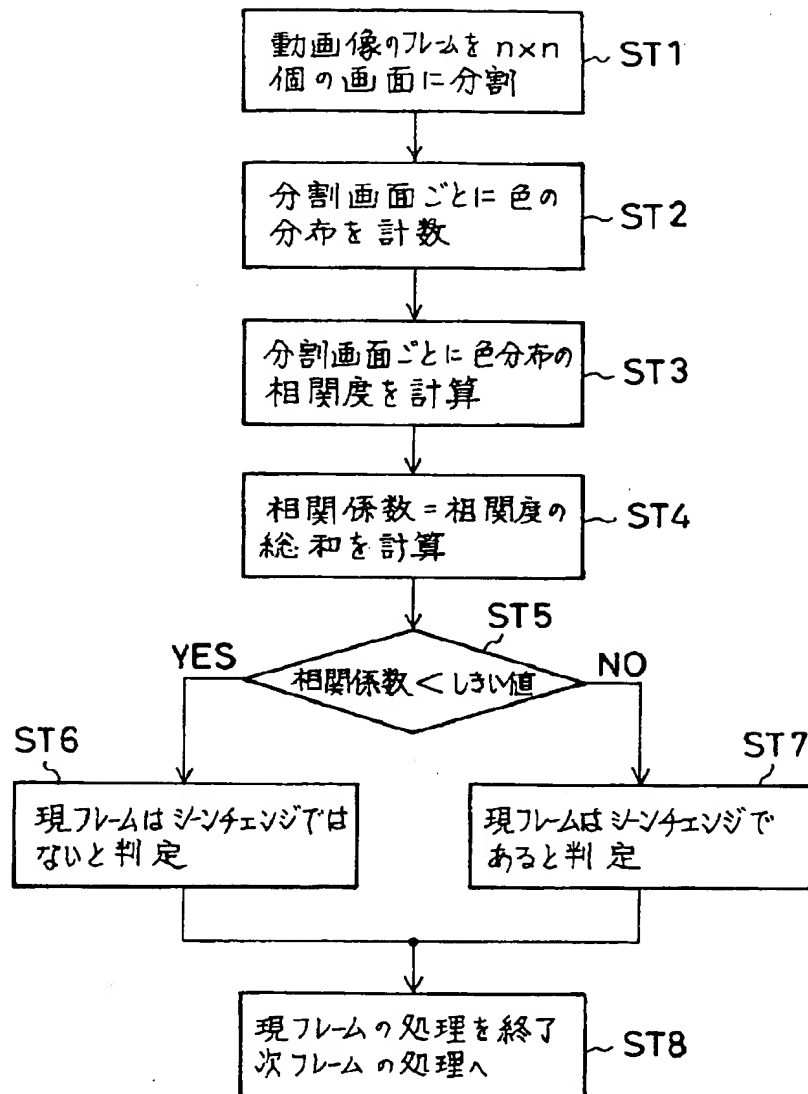 動画像のフレームをn×n
個の画面に分割
ST1
分割画面ごとに色の
分布を計数
ST2
分割画面ごとに色分布の
相関度を計算
ST3
相関係数=相関度の
総和を計算
ST4
ST5
YES
相関係数<しきい値
NO
ST6
現フレームはシーンチェンジでは
ないと判定
ST7
現フレームはシーンチェンジで
あると判定
現フレームの処理を終了
次フレームの処理へ
ST8